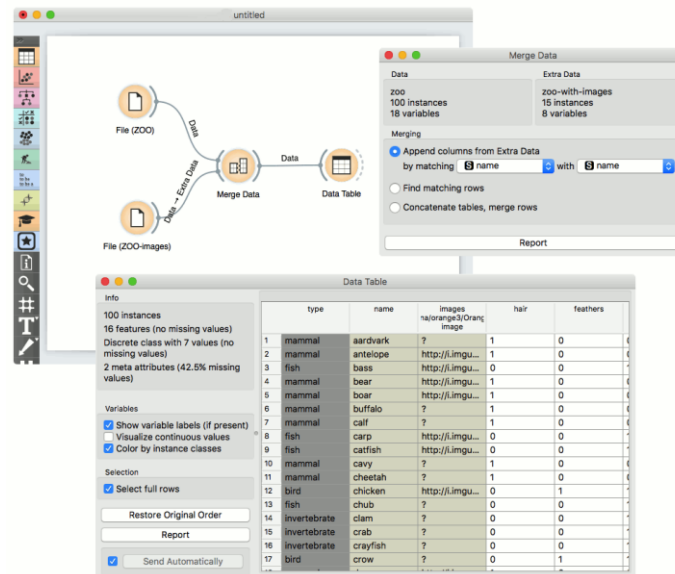 untitled
File (ZOO)
Data
Data → Extra Data
Merge Data
Data
Data Table
File (ZOO-images)
Merge Data
Data
Extra Data
zoo
100 instances
18 variables
zoo-with-images
15 instances
8 variables
Merging
Append columns from Extra Data
by matching S name with S name
Find matching rows
Concatenate tables, merge rows
Report
Data Table
Info
100 instances
16 features (no missing values)
Discrete class with 7 values (no
missing values)
2 meta attributes (42.5% missing
values)
Variables
Show variable labels (if present)
Visualize continuous values
Color by instance classes
Selection
Select full rows
Restore Original Order
Report
Send Automatically
type name images hair feathers
na/orange3/Orang
image
1 mammal aardvark ? 1 0
2 mammal antelope http://i.imgu... 1 0
3 fish bass http://i.imgu... 0 0
4 mammal bear http://i.imgu... 1 0
5 mammal boar http://i.imgu... 1 0
6 mammal buffalo ? 1 0
7 mammal calf ? 1 0
8 fish carp http://i.imgu... 0 0
9 fish catfish http://i.imgu... 0 0
10 mammal cavy ? 1 0
11 mammal cheetah ? 1 0
12 bird chicken http://i.imgu... 0 1
13 fish chub ? 0 0
14 invertebrate clam ? 0 0
15 invertebrate crab ? 0 0
16 invertebrate crayfish ? 0 0
17 bird crow ? 0 1